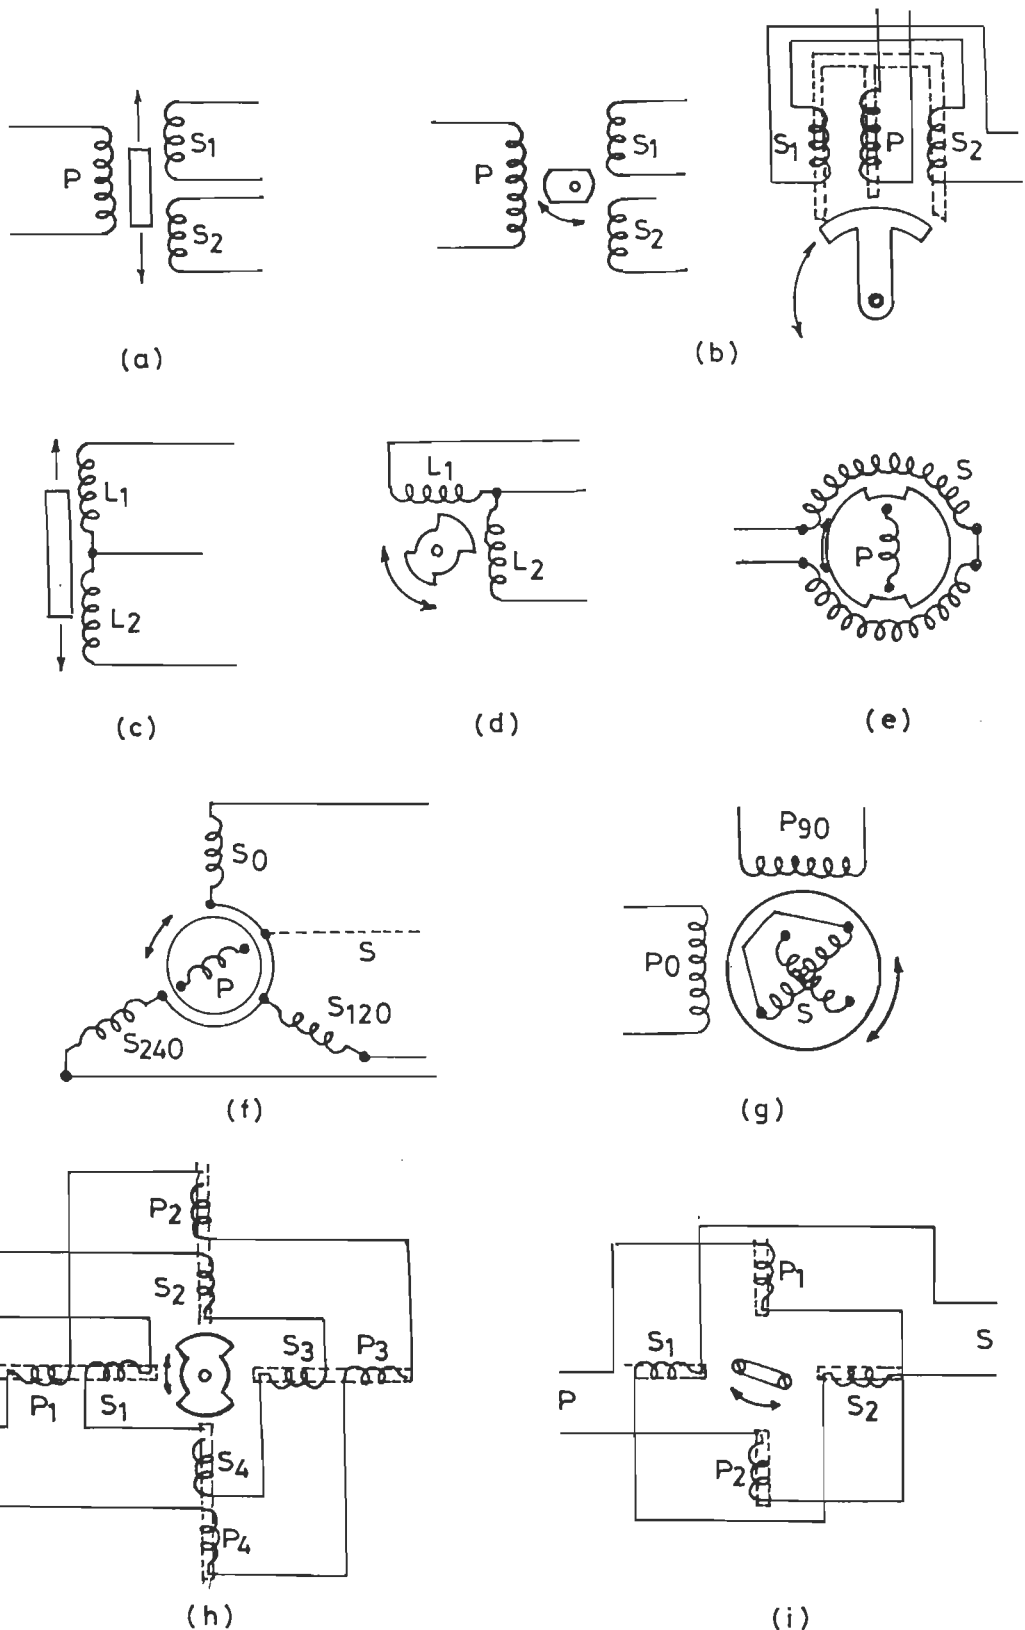 P S1 S2
(a)
P S1 S2
S1 P S2
(b)
L1
L2
(c)
L1
L2
(d)
S
P
(e)
S0
S
P
S120
S240
(f)
P90
P0
S
(g)
P2
S2
S3 P3
P1 S1
S4
P4
(h)
P1
S1
S
P
S2
P2
(i)